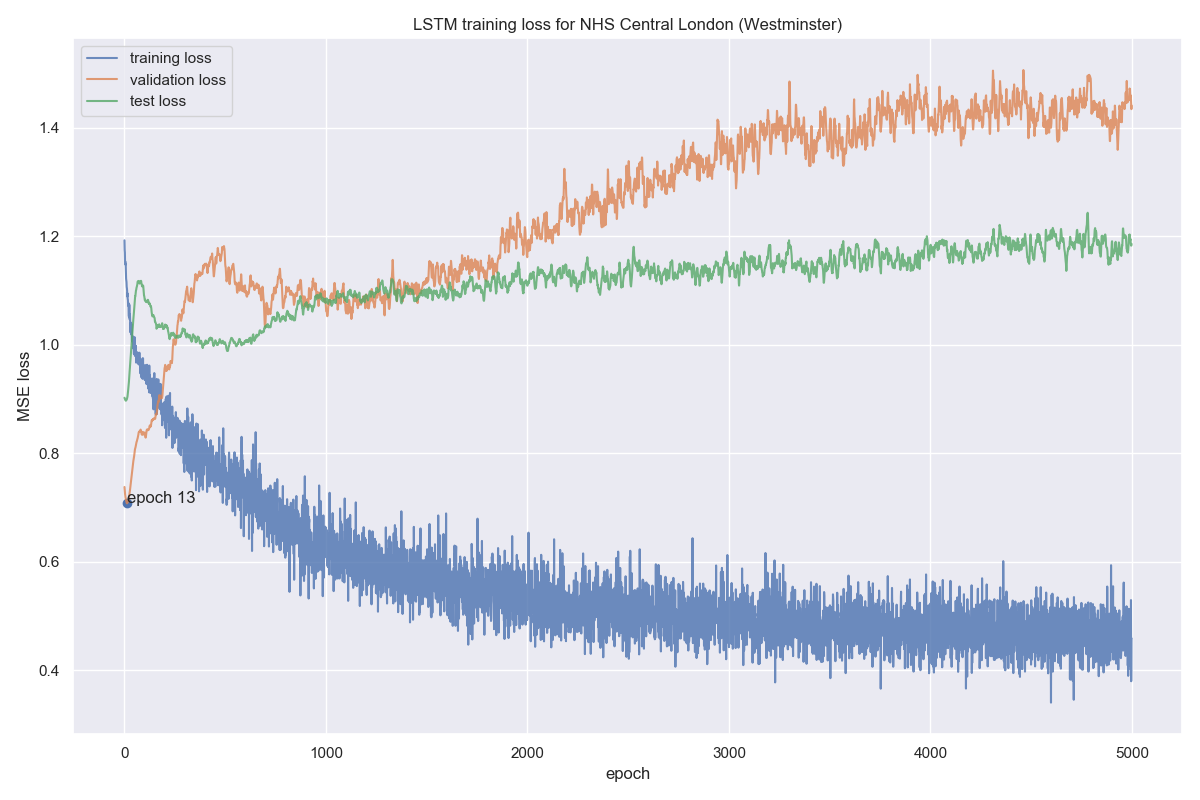 LSTM training loss for NHS Central London (Westminster)
training loss
validation loss
test loss
1.4
1.2
1.0
0.8
0.6
0.4
MSE loss
epoch 13
0
1000
2000
3000
4000
5000
epoch